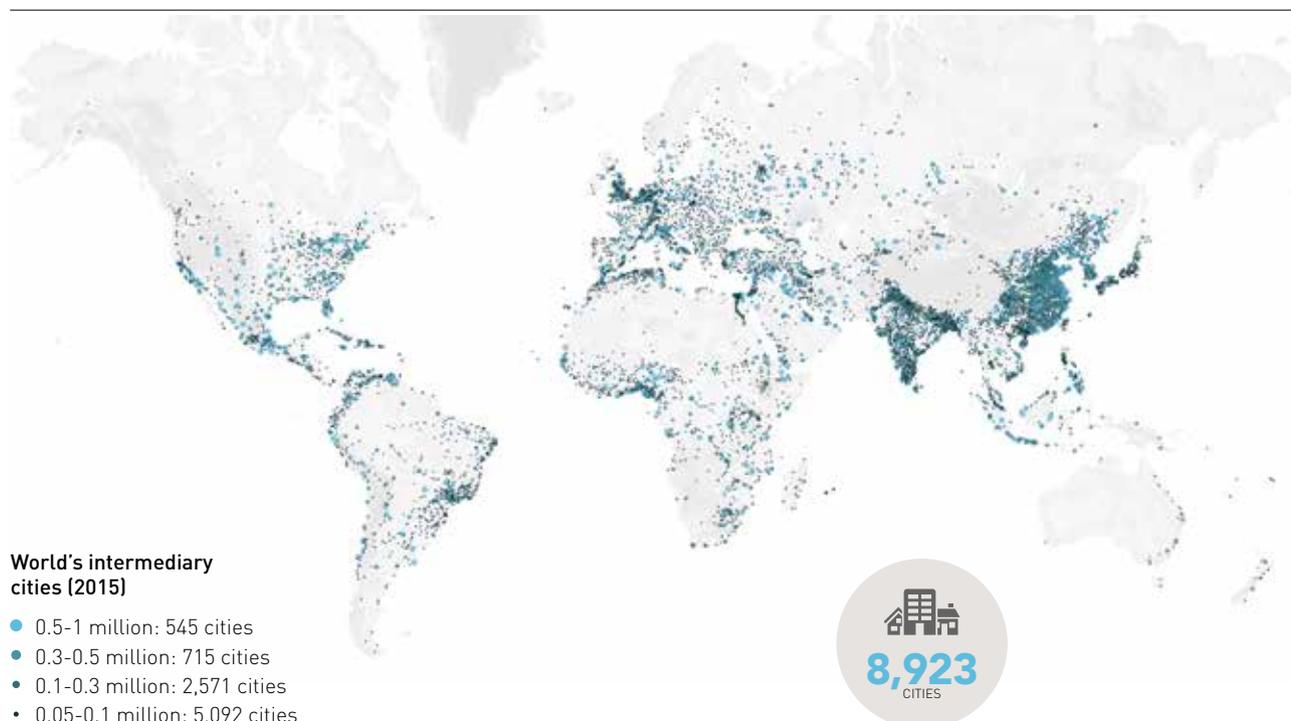 World's intermediary
cities (2015)
0.5-1 million: 545 cities
0.3-0.5 million: 715 cities
0.1-0.3 million: 2,571 cities
0.05-0.1 million: 5,092 cities
8,923
CITIES